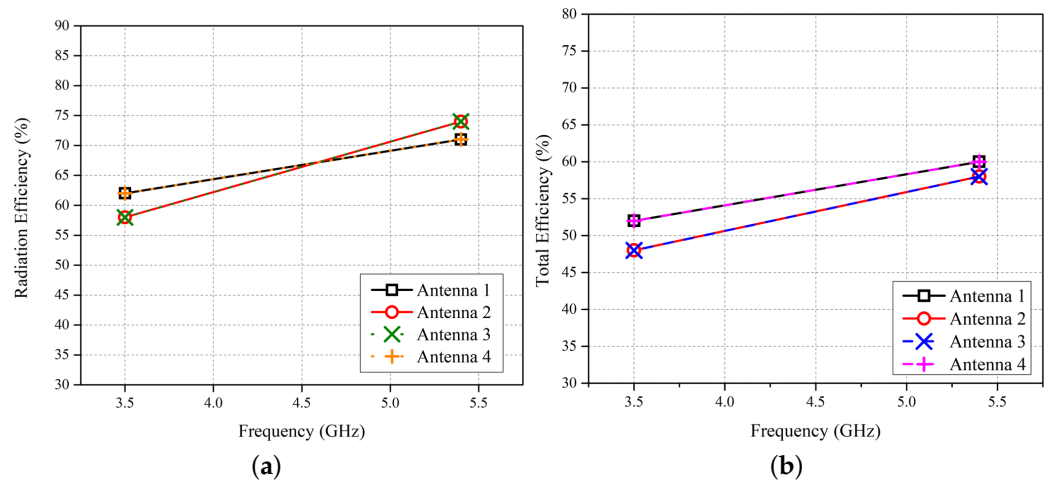 90
85
80
75
70
65
60
55
50
45
40
35
30
Radiation Efficiency (%)
3.5
4.0
4.5
5.0
5.5
Frequency (GHz)
Antenna 1
Antenna 2
Antenna 3
Antenna 4
(a)
80
75
70
65
60
55
50
45
40
35
30
Total Efficiency (%)
3.5
4.0
4.5
5.0
5.5
Frequency (GHz)
Antenna 1
Antenna 2
Antenna 3
Antenna 4
(b)